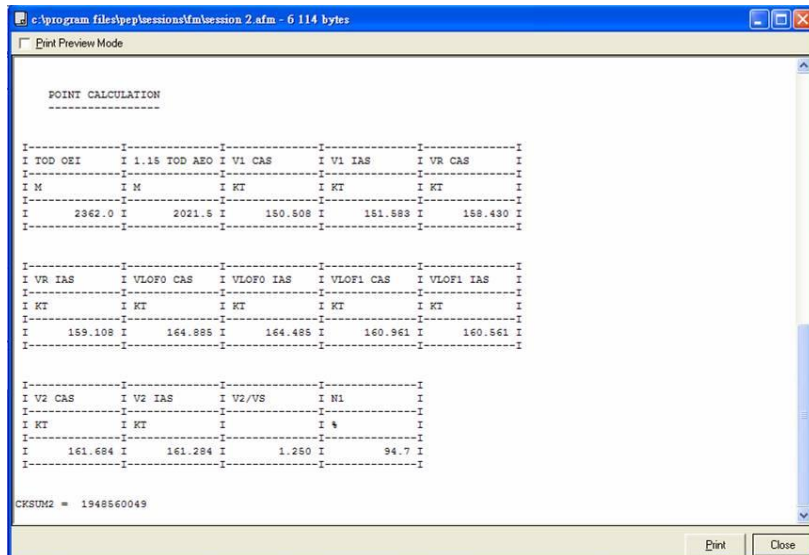 c:\program files\pep\sessions\fm\session 2.afm - 6 114 bytes
Print Preview Mode
POINT CALCULATION
-----------------
I--------------I--------------I--------------I--------------I--------------I
I TOD OEI I 1.15 TOD AEO I V1 CAS I V1 IAS I VR CAS I
I--------------I--------------I--------------I--------------I--------------I
I M I M I KT I KT I KT I
I--------------I--------------I--------------I--------------I--------------I
I 2362.0 I 2021.5 I 150.508 I 151.583 I 158.430 I
I--------------I--------------I--------------I--------------I--------------I
I--------------I--------------I--------------I--------------I--------------I
I VR IAS I VLOF0 CAS I VLOF0 IAS I VLOF1 CAS I VLOF1 IAS I
I--------------I--------------I--------------I--------------I--------------I
I KT I KT I KT I KT I KT I
I--------------I--------------I--------------I--------------I--------------I
I 159.108 I 164.885 I 164.485 I 160.961 I 160.561 I
I--------------I--------------I--------------I--------------I--------------I
I--------------I--------------I--------------I--------------I
I V2 CAS I V2 IAS I V2/VS I N1 I
I--------------I--------------I--------------I--------------I
I KT I KT I I % I
I--------------I--------------I--------------I--------------I
I 161.684 I 161.284 I 1.250 I 94.7 I
I--------------I--------------I--------------I--------------I
CKSUM2 = 1948560049
Print Close